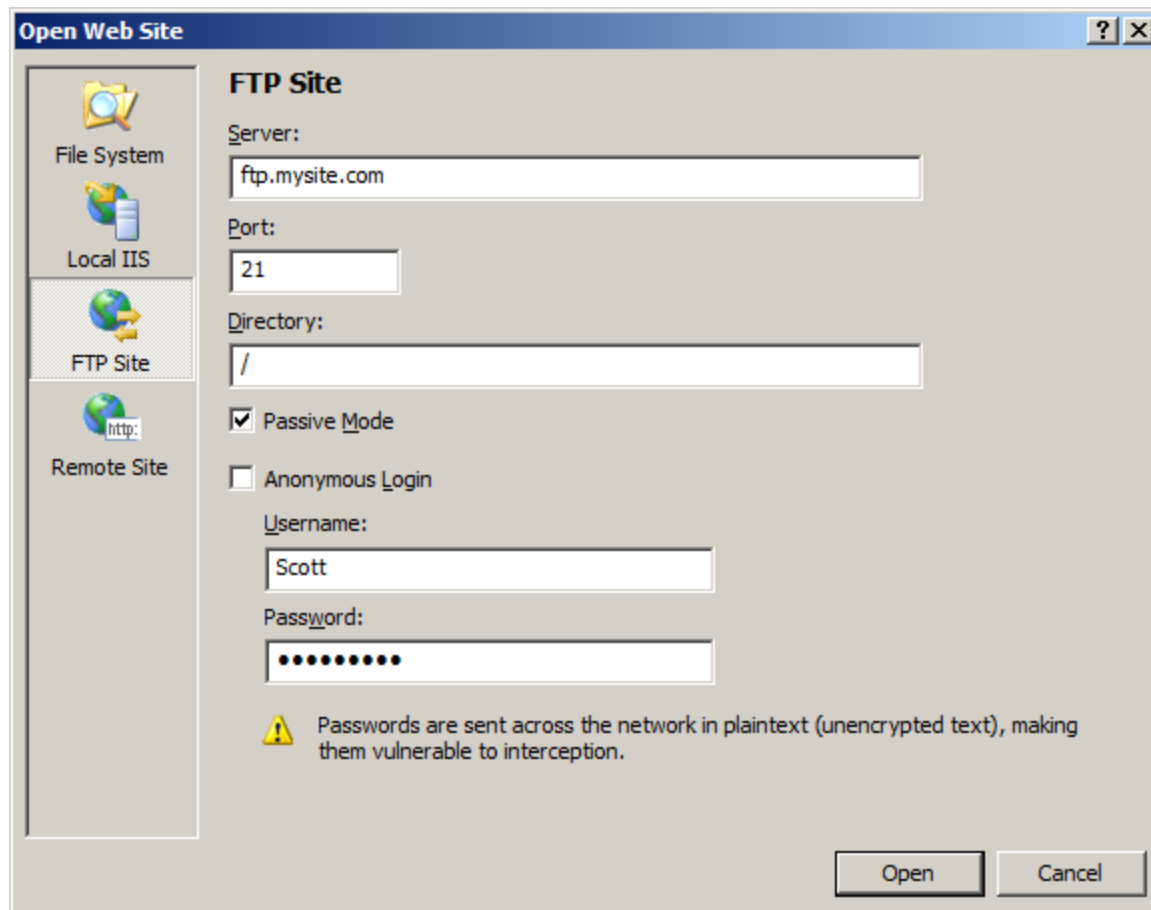 Open Web Site
File System
Local IIS
FTP Site
http:
Remote Site
FTP Site
Server:
ftp.mysite.com
Port:
21
Directory:
/
Passive Mode
Anonymous Login
Username:
Scott
Password:
•••••••••
Passwords are sent across the network in plaintext (unencrypted text), making
them vulnerable to interception.
Open
Cancel